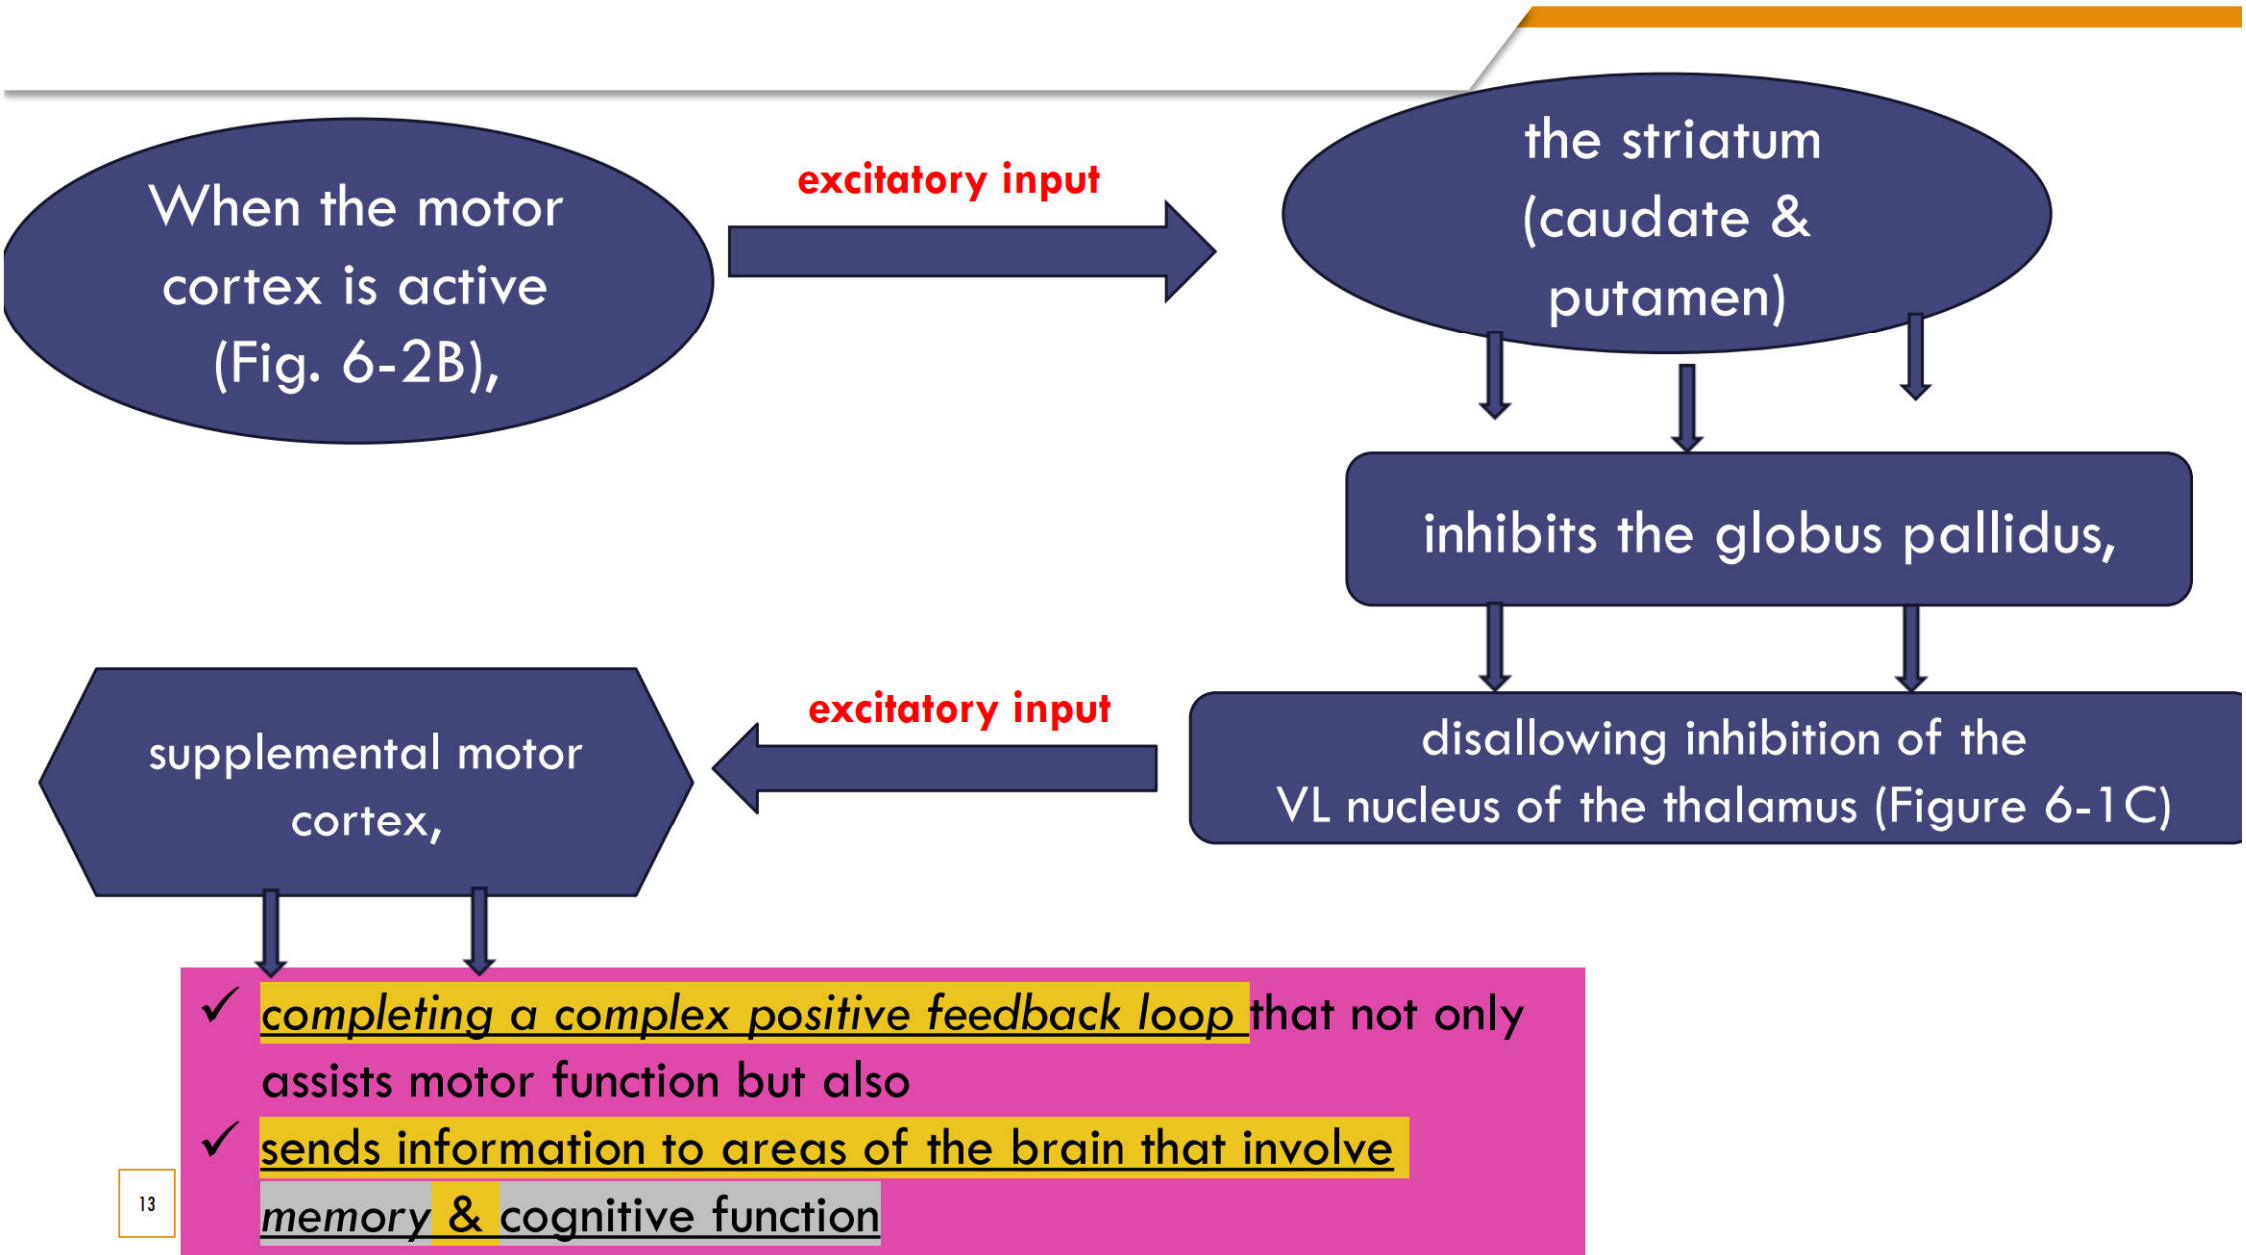 When the motor
cortex is active
(Fig. 6-2B),
excitatory input
the striatum
(caudate &
putamen)
inhibits the globus pallidus,
disallowing inhibition of the
VL nucleus of the thalamus (Figure 6-1C)
excitatory input
supplemental motor
cortex,
✓ completing a complex positive feedback loop that not only
assists motor function but also
✓ sends information to areas of the brain that involve
memory & cognitive function
13